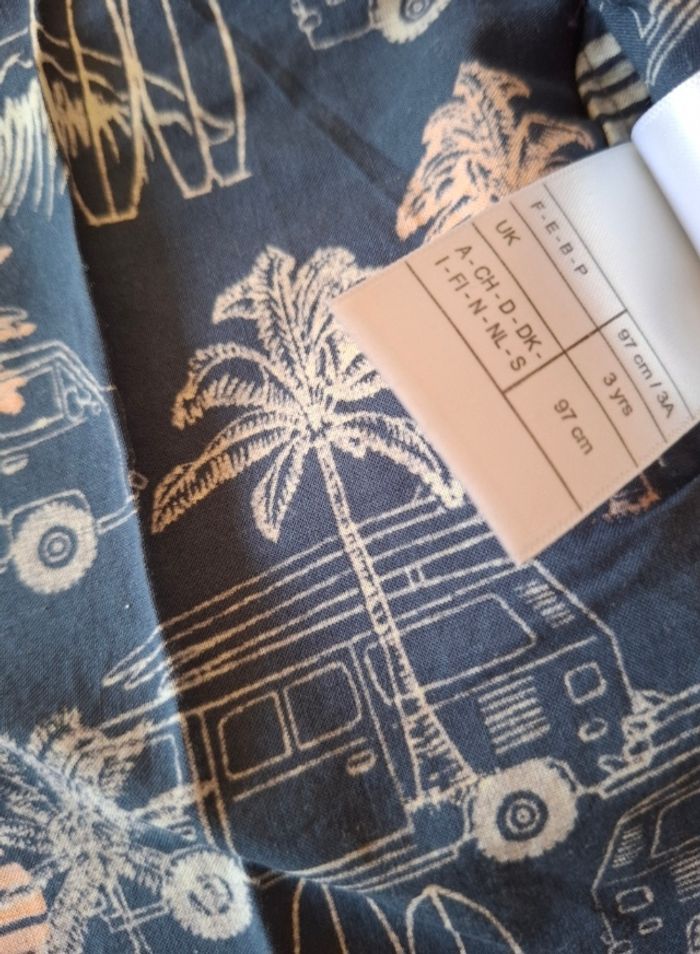 F - E - B - P
97 cm / 3A
UK
3 yrs
A - CH - D - DK -
I - FI - N - NL - S
97 cm